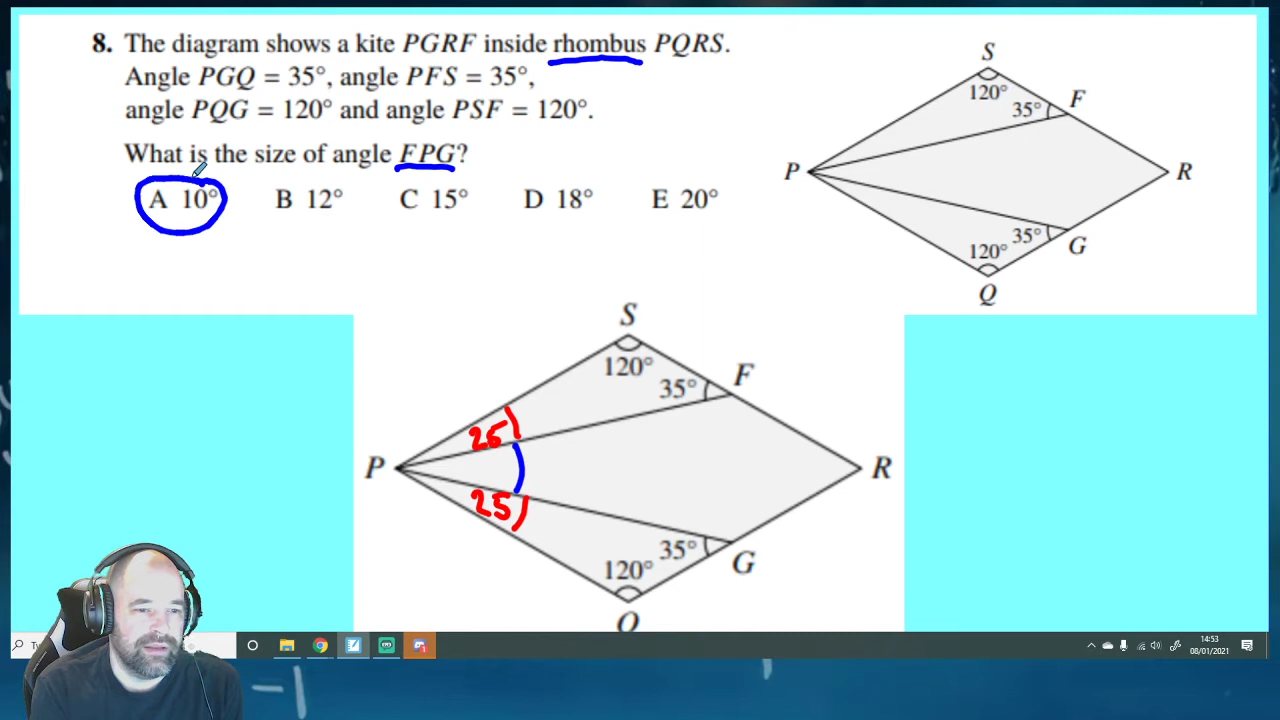 8. The diagram shows a kite PGRF inside rhombus PQRS.
Angle PGQ = 35°, angle PFS = 35°,
angle PQG = 120° and angle PSF = 120°.
What is the size of angle FPG?
A 10° B 12° C 15° D 18° E 20°
S
120°
35°
F
P
R
35°
G
120°
Q
S
120°
35°
F
25
P
R
25
35°
G
120°
Q
14:53
08/01/2021
-1